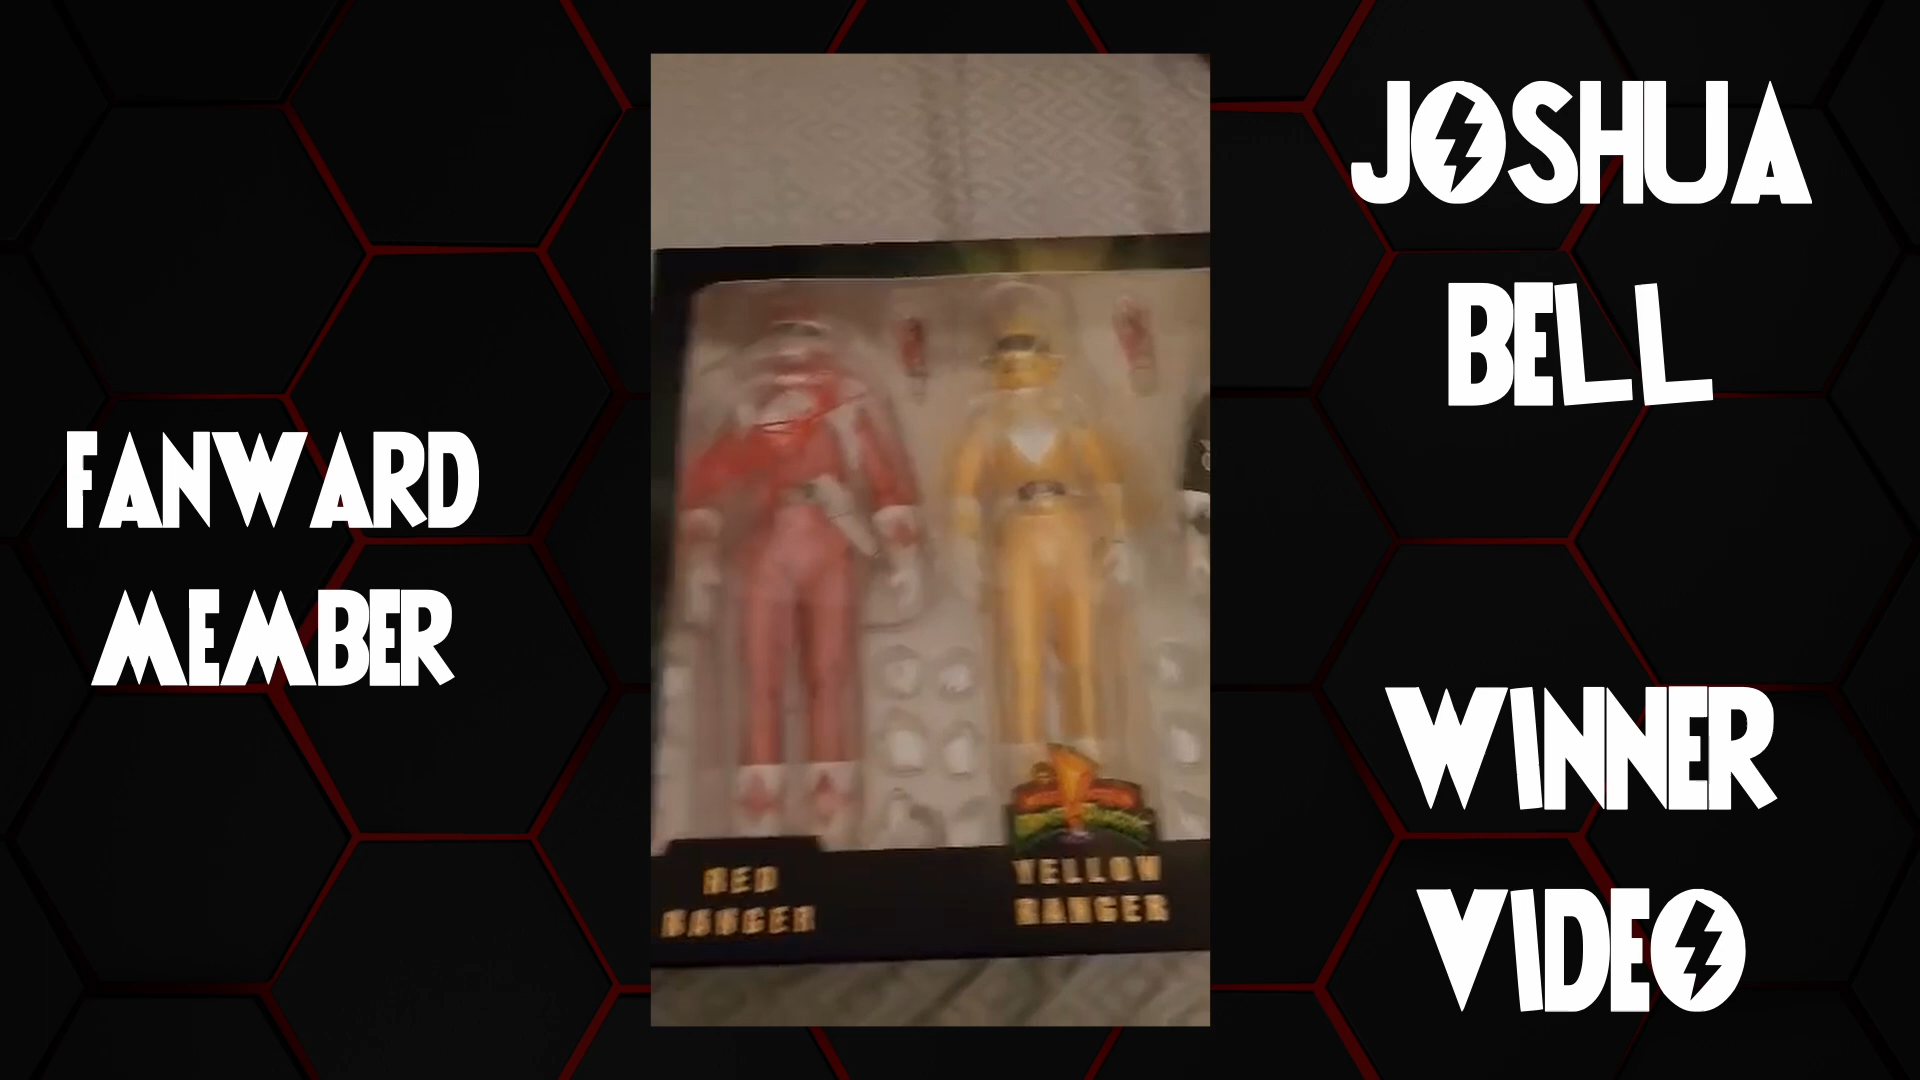 FANWARD
MEMBER
RED
RANGER
YELLOW
RANGER
JOSHUA
BELL
WINNER
VIDEO